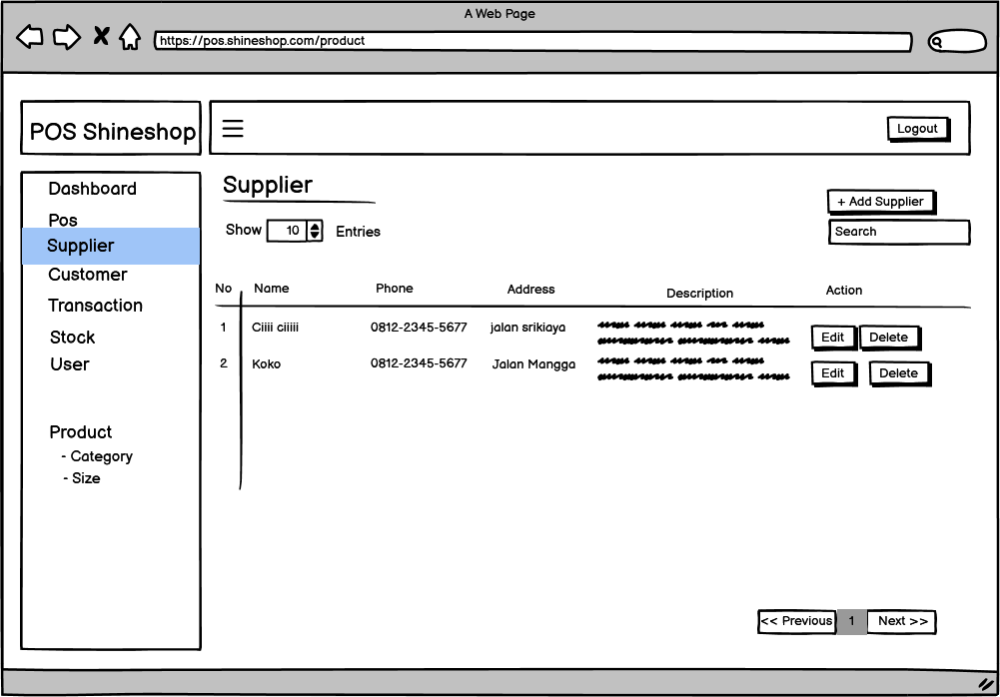 A Web Page
https://pos.shineshop.com/product
POS Shineshop
Logout
Dashboard
Pos
Supplier
Customer
Transaction
Stock
User
Product
- Category
- Size
Supplier
+ Add Supplier
Show 10 Entries
Search
No Name Phone Address Description Action
1 Ciiii ciiiii 0812-2345-5677 jalan srikiaya Edit Delete
2 Koko 0812-2345-5677 Jalan Mangga Edit Delete
<< Previous 1 Next >>